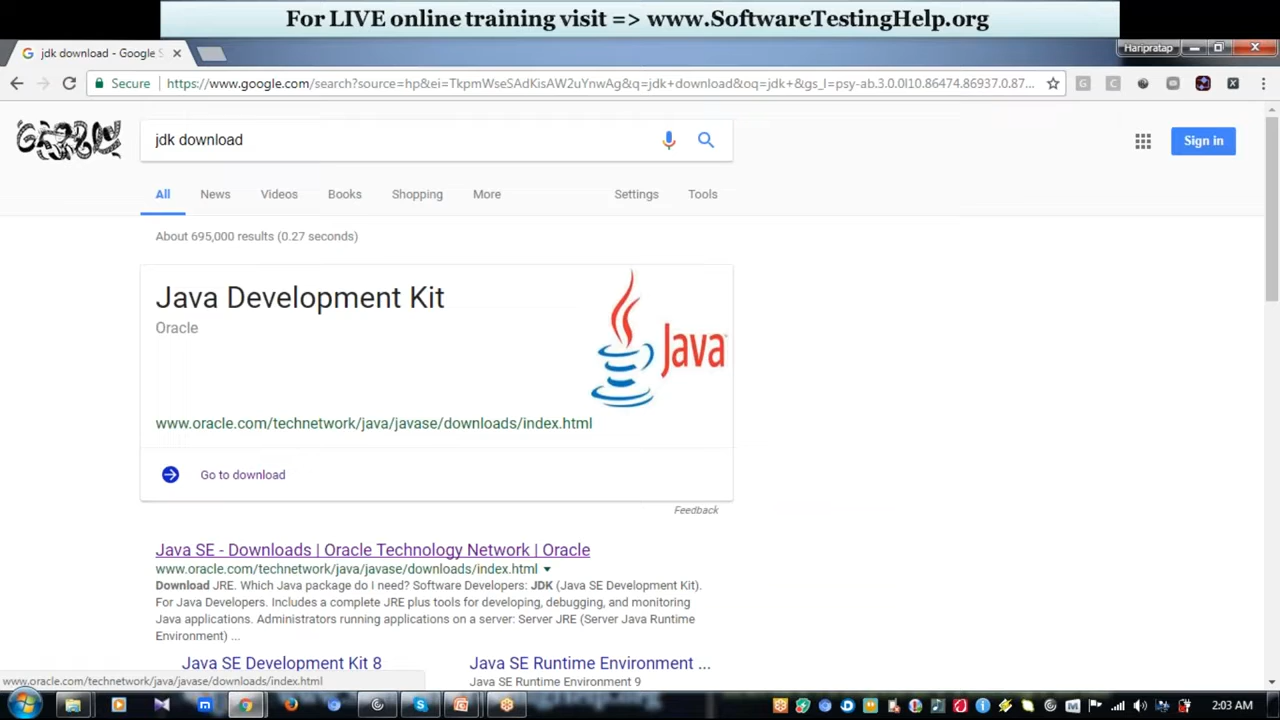 For LIVE online training visit => www.SoftwareTestingHelp.org
jdk download - Google S
Haripratap
Secure
https://www.google.com/search?source=hp&ei=TkpmWseSAdKisAW2uYnwAg&q=jdk+download&oq=jdk+&gs_l=psy-ab.3.0.0l10.86474.86937.0.87...
jdk download
Sign in
All News Videos Books Shopping More Settings Tools
About 695,000 results (0.27 seconds)
Java Development Kit
Oracle
Java
www.oracle.com/technetwork/java/javase/downloads/index.html
Go to download
Feedback
Java SE - Downloads | Oracle Technology Network | Oracle
www.oracle.com/technetwork/java/javase/downloads/index.html
Download JRE. Which Java package do I need? Software Developers: JDK (Java SE Development Kit).
For Java Developers. Includes a complete JRE plus tools for developing, debugging, and monitoring
Java applications. Administrators running applications on a server: Server JRE (Server Java Runtime
Environment) ...
Java SE Development Kit 8 Java SE Runtime Environment ...
www.oracle.com/technetwork/java/javase/downloads/index.html
Java SE Runtime Environment 9
2:03 AM